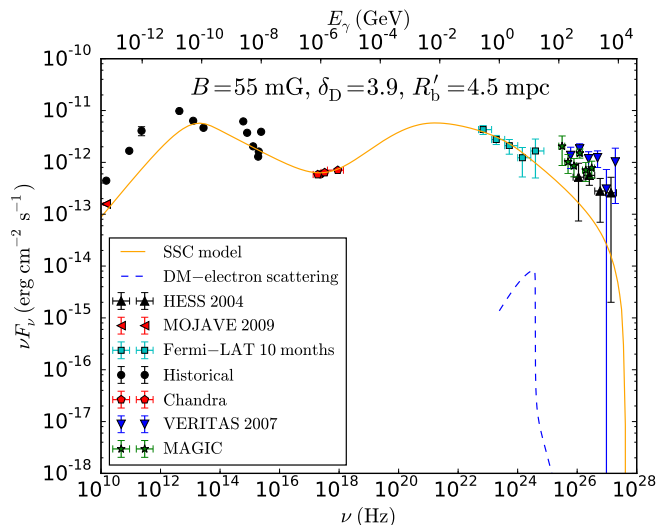 E_γ (GeV)
10^-12 10^-10 10^-8 10^-6 10^-4 10^-2 10^0 10^2 10^4
B=55 mG, δ_D=3.9, R′_b=4.5 mpc
νF_ν (erg cm^-2 s^-1)
10^-10
10^-11
10^-12
10^-13
10^-14
10^-15
10^-16
10^-17
10^-18
SSC model
DM−electron scattering
HESS 2004
MOJAVE 2009
Fermi−LAT 10 months
Historical
Chandra
VERITAS 2007
MAGIC
10^10 10^12 10^14 10^16 10^18 10^20 10^22 10^24 10^26 10^28
ν (Hz)